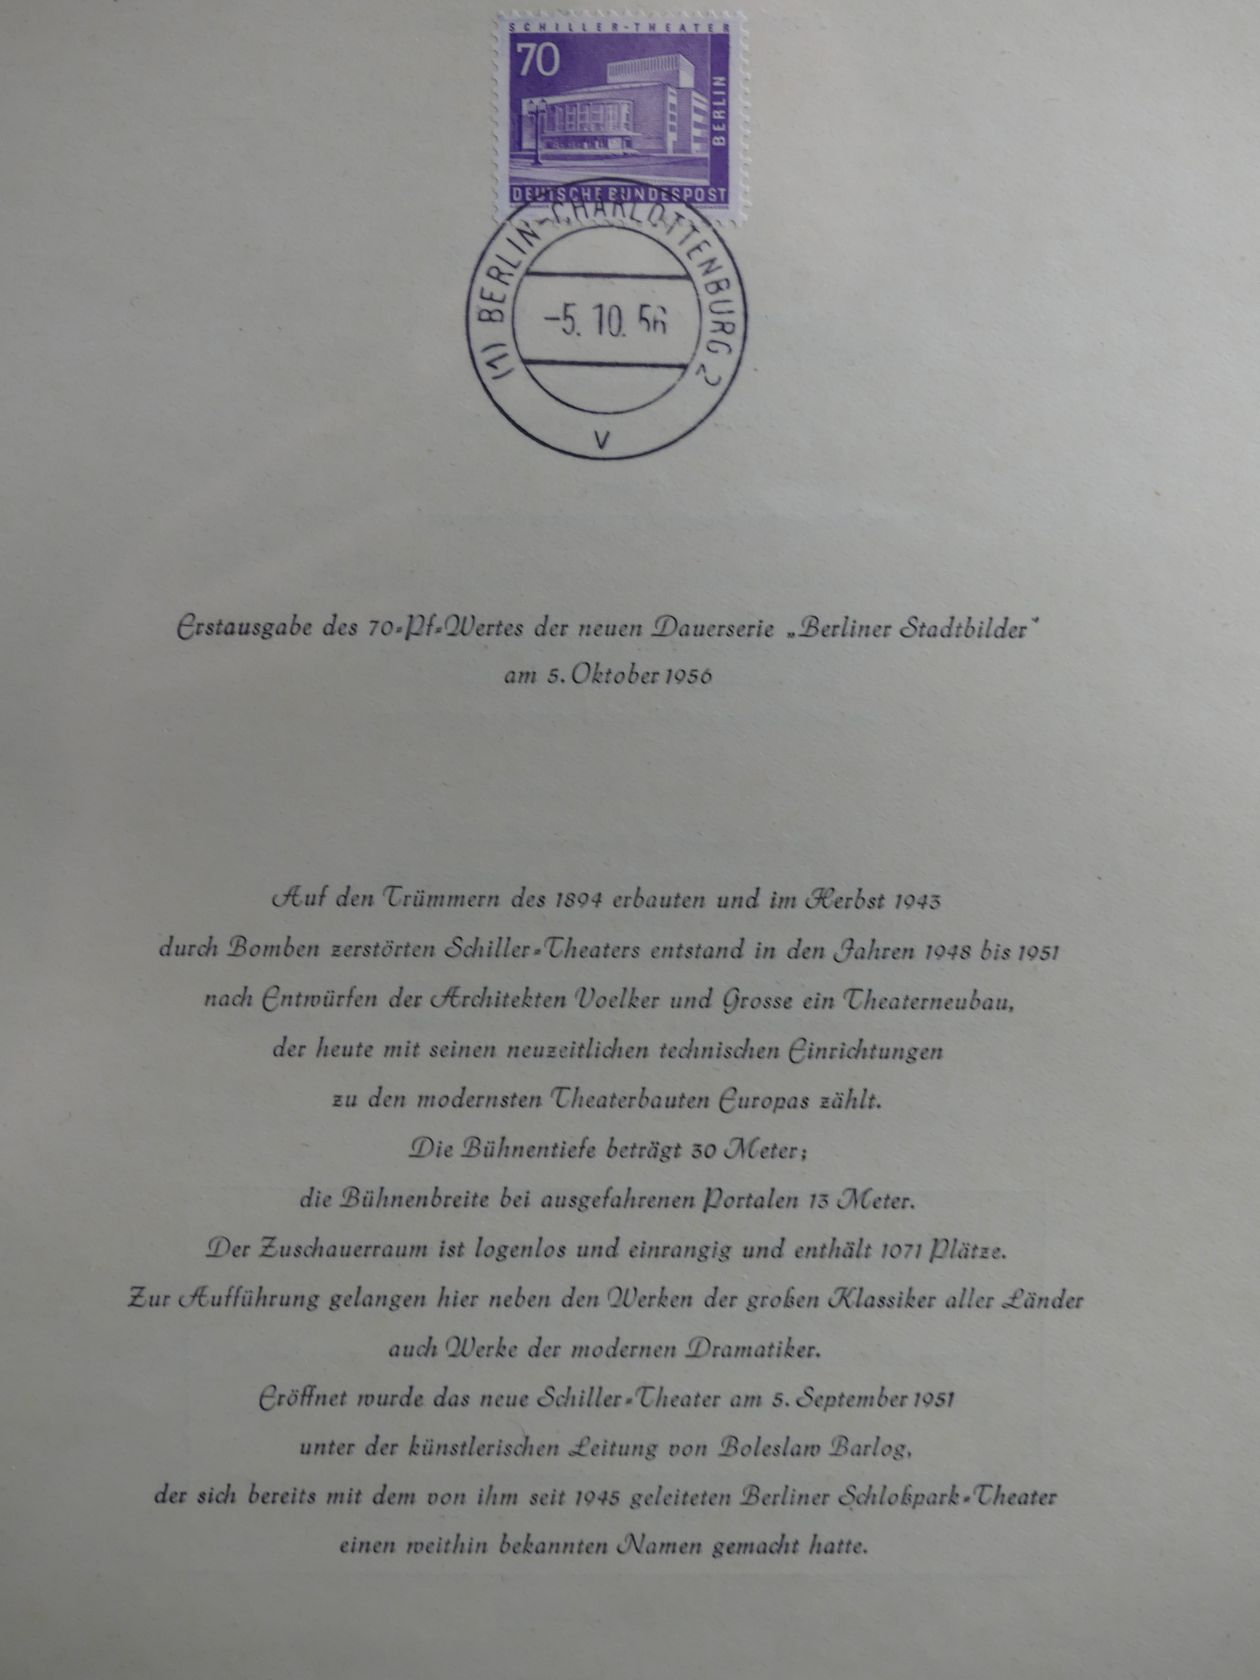 SCHILLER-THEATER
70
BERLIN
DEUTSCHE BUNDESPOST
(1) BERLIN-CHARLOTTENBURG 2
-5. 10. 56
V
Erstausgabe des 70-Pf-Wertes der neuen Dauerserie „Berliner Stadtbilder"
am 5. Oktober 1956
Auf den Trümmern des 1894 erbauten und im Herbst 1943
durch Bomben zerstörten Schiller-Theaters entstand in den Jahren 1948 bis 1951
nach Entwürfen der Architekten Voelker und Grosse ein Theaterneubau,
der heute mit seinen neuzeitlichen technischen Einrichtungen
zu den modernsten Theaterbauten Europas zählt.
Die Bühnentiefe beträgt 30 Meter;
die Bühnenbreite bei ausgefahrenen Portalen 13 Meter.
Der Zuschauerraum ist logenlos und einrangig und enthält 1071 Plätze.
Zur Aufführung gelangen hier neben den Werken der großen Klassiker aller Länder
auch Werke der modernen Dramatiker.
Eröffnet wurde das neue Schiller-Theater am 5. September 1951
unter der künstlerischen Leitung von Boleslaw Barlog,
der sich bereits mit dem von ihm seit 1945 geleiteten Berliner Schloßpark-Theater
einen weithin bekannten Namen gemacht hatte.